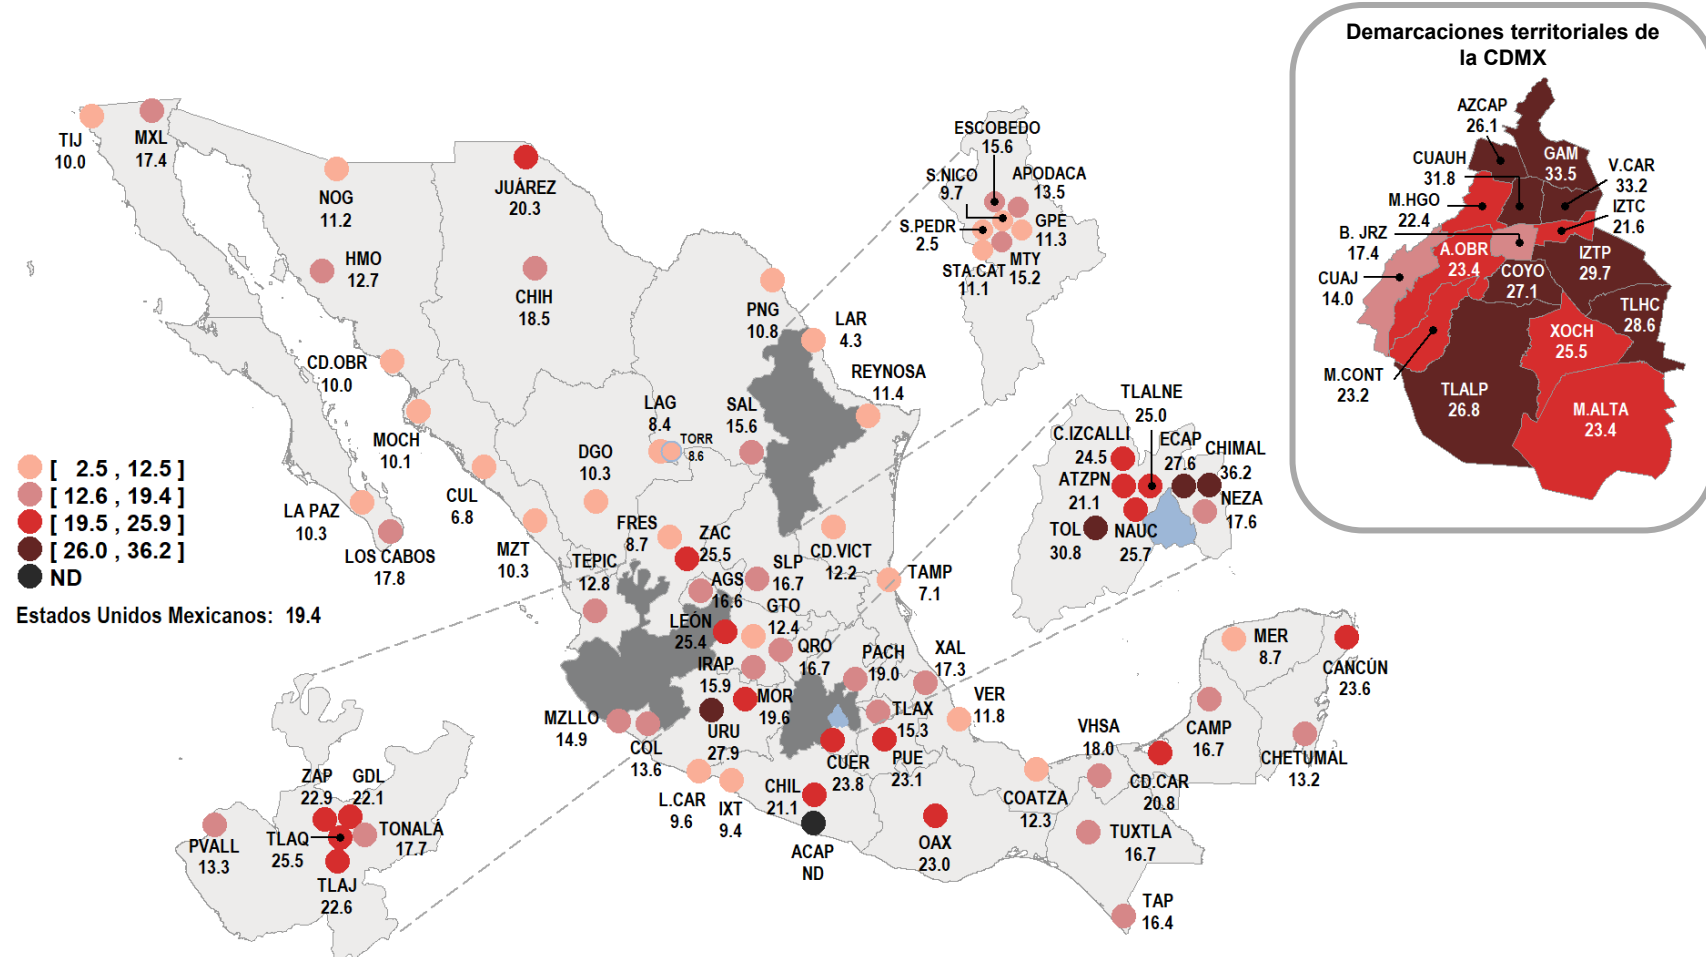 Demarcaciones territoriales de
la CDMX
AZCAP
26.1
CUAUH
31.8
GAM
33.5
V.CAR
33.2
M.HGO
22.4
IZTC
21.6
B. JRZ
17.4
A.OBR
23.4
IZTP
29.7
CUAJ
14.0
COYO
27.1
TLHC
28.6
XOCH
25.5
M.CONT
23.2
TLALP
26.8
M.ALTA
23.4
TIJ
10.0
MXL
17.4
NOG
11.2
JUÁREZ
20.3
HMO
12.7
CHIH
18.5
ESCOBEDO
15.6
S.NICO
9.7
APODACA
13.5
S.PEDR
2.5
GPE
11.3
STA.CAT
11.1
MTY
15.2
PNG
10.8
LAR
4.3
REYNOSA
11.4
CD.OBR
10.0
LAG
8.4
TORR
8.6
SAL
15.6
MOCH
10.1
DGO
10.3
CUL
6.8
LA PAZ
10.3
LOS CABOS
17.8
MZT
10.3
FRES
8.7
ZAC
25.5
CD.VICT
12.2
TLALNE
25.0
C.IZCALLI
24.5
ECAP
27.6
CHIMAL
36.2
ATZPN
21.1
NEZA
17.6
TOL
30.8
NAUC
25.7
[ 2.5 , 12.5 ]
[ 12.6 , 19.4 ]
[ 19.5 , 25.9 ]
[ 26.0 , 36.2 ]
ND
Estados Unidos Mexicanos: 19.4
TEPIC
12.8
AGS
16.6
SLP
16.7
TAMP
7.1
LEÓN
25.4
GTO
12.4
IRAP
15.9
QRO
16.7
PACH
19.0
XAL
17.3
MER
8.7
CANCÚN
23.6
MZLLO
14.9
COL
13.6
URU
27.9
MOR
19.6
TLAX
15.3
VER
11.8
VHSA
18.0
CAMP
16.7
CHETUMAL
13.2
CUER
23.8
PUE
23.1
CD.CAR
20.8
L.CAR
9.6
IXT
9.4
CHIL
21.1
COATZA
12.3
ACAP
ND
OAX
23.0
TUXTLA
16.7
TAP
16.4
ZAP
22.9
GDL
22.1
PVALL
13.3
TLAQ
25.5
TONALÁ
17.7
TLAJ
22.6